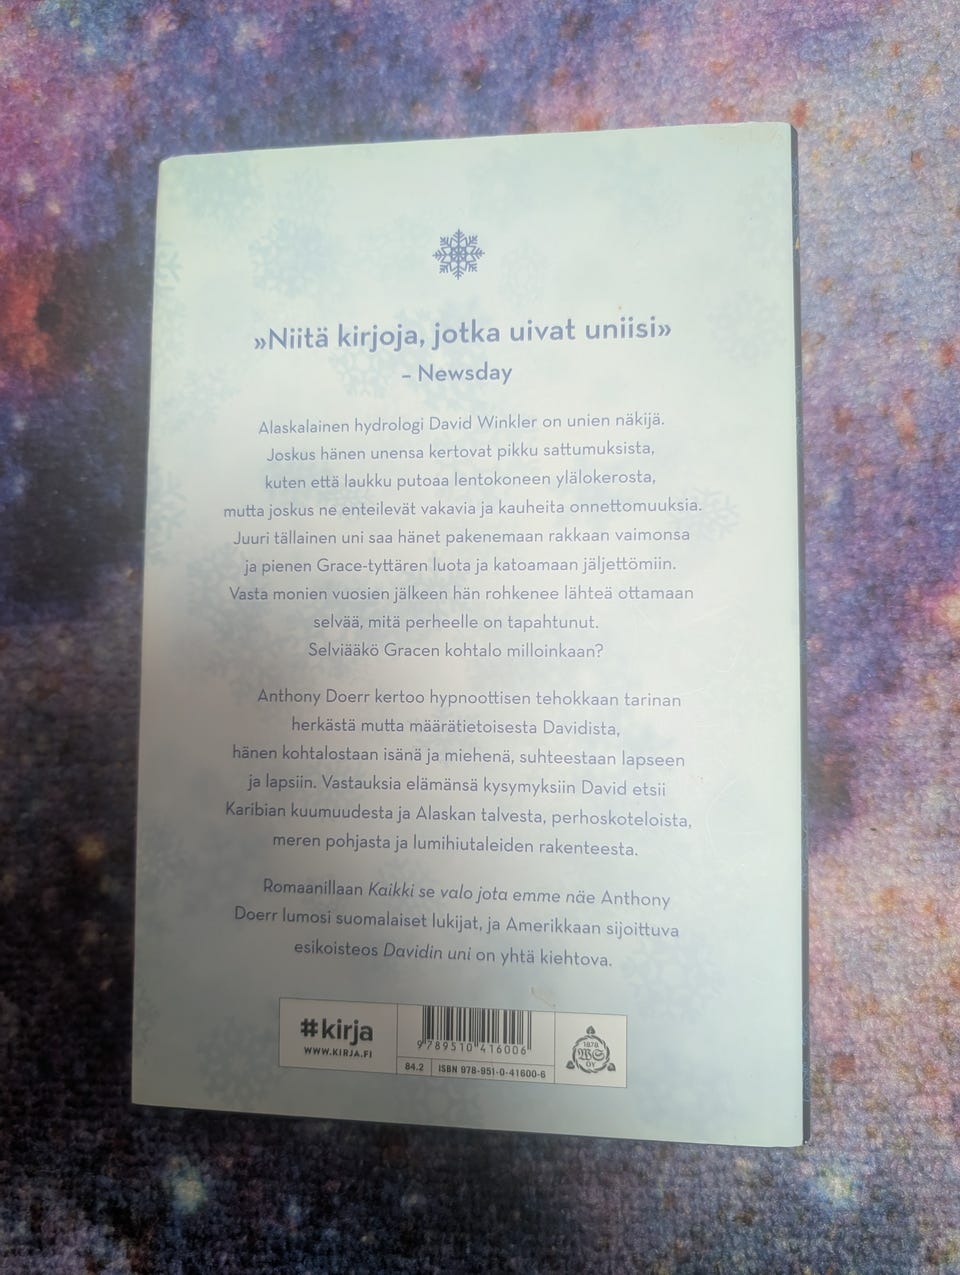 »Niitä kirjoja, jotka uivat uniisi»
– Newsday
Alaskalainen hydrologi David Winkler on unien näkijä.
Joskus hänen unensa kertovat pikku sattumuksista,
kuten että laukku putoaa lentokoneen ylälokerosta,
mutta joskus ne enteilevät vakavia ja kauheita onnettomuuksia.
Juuri tällainen uni saa hänet pakenemaan rakkaan vaimonsa
ja pienen Grace-tyttären luota ja katoamaan jäljettömiin.
Vasta monien vuosien jälkeen hän rohkenee lähteä ottamaan
selvää, mitä perheelle on tapahtunut.
Selviääkö Gracen kohtalo milloinkaan?
Anthony Doerr kertoo hypnoottisen tehokkaan tarinan
herkästä mutta määrätietoisesta Davidista,
hänen kohtalostaan isänä ja miehenä, suhteestaan lapseen
ja lapsiin. Vastauksia elämänsä kysymyksiin David etsii
Karibian kuumuudesta ja Alaskan talvesta, perhoskoteloista,
meren pohjasta ja lumihiutaleiden rakenteesta.
Romaanillaan Kaikki se valo jota emme näe Anthony
Doerr lumosi suomalaiset lukijat, ja Amerikkaan sijoittuva
esikoisteos Davidin uni on yhtä kiehtova.
#kirja
WWW.KIRJA.FI
9 789510 416006
84.2
ISBN 978-951-0-41600-6
1878
WS
OY